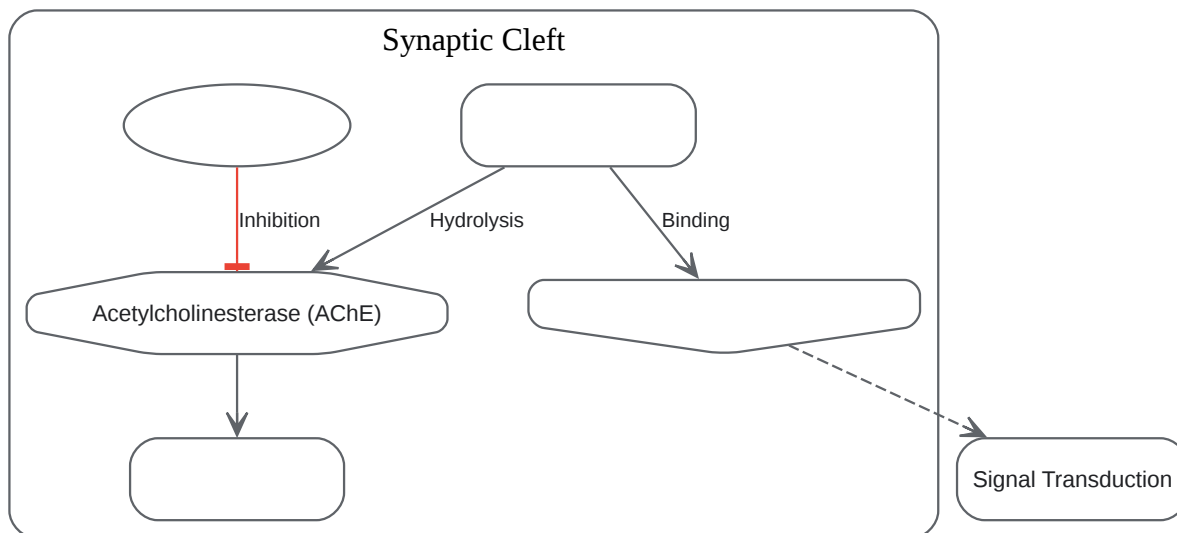 Synaptic Cleft
Inhibition
Hydrolysis
Binding
Acetylcholinesterase (AChE)
Signal Transduction